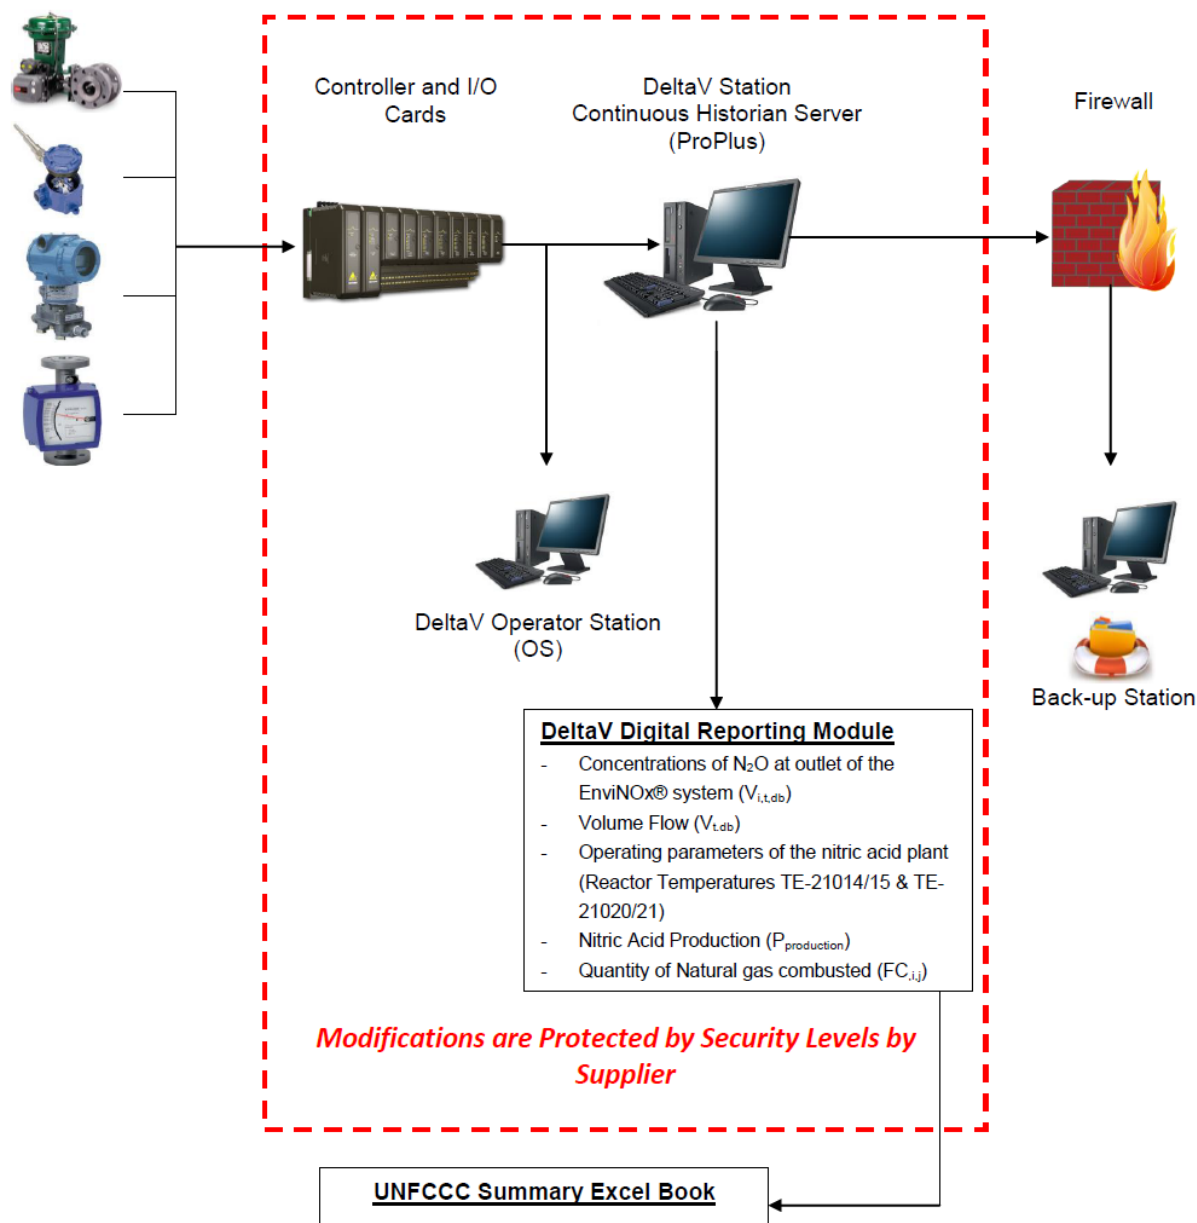 Controller and I/O
Cards
DeltaV Station
Continuous Historian Server
(ProPlus)
Firewall
DeltaV Operator Station
(OS)
Back-up Station
DeltaV Digital Reporting Module
- Concentrations of N₂O at outlet of the
EnviNOx® system (Vi,t,db)
- Volume Flow (Vt.db)
- Operating parameters of the nitric acid plant
(Reactor Temperatures TE-21014/15 & TE-
21020/21)
- Nitric Acid Production (Pproduction)
- Quantity of Natural gas combusted (FC,i,j)
Modifications are Protected by Security Levels by
Supplier
UNFCCC Summary Excel Book